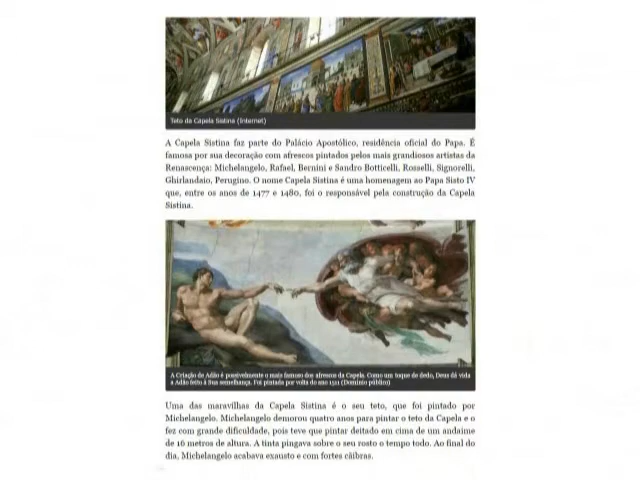 Teto da Capela Sistina (Internet)
A Capela Sistina faz parte do Palácio Apostólico, residência oficial do Papa. É
famosa por sua decoração com afrescos pintados pelos mais grandiosos artistas da
Renascença: Michelangelo, Rafael, Bernini e Sandro Botticelli, Rosselli, Signorelli,
Ghirlandaio, Perugino. O nome Capela Sistina é uma homenagem ao Papa Sisto IV
que, entre os anos de 1477 e 1480, foi o responsável pela construção da Capela
Sistina.
A Criação de Adão é possivelmente o mais famoso dos afrescos da Capela. Como um toque de dedo, Deus dá vida
a Adão feito à Sua semelhança. Foi pintada por volta do ano 1511 (Domínio público)
Uma das maravilhas da Capela Sistina é o seu teto, que foi pintado por
Michelangelo. Michelangelo demorou quatro anos para pintar o teto da Capela e o
fez com grande dificuldade, pois teve que pintar deitado em cima de um andaime
de 16 metros de altura. A tinta pingava sobre o seu rosto o tempo todo. Ao final do
dia, Michelangelo acabava exausto e com fortes câibras.